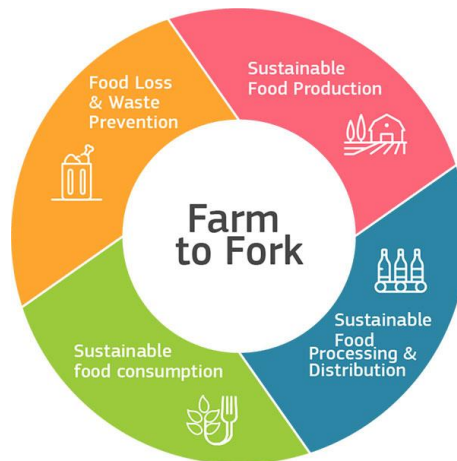 Farm
to Fork
Sustainable
Food Production
Sustainable
Food
Processing &
Distribution
Sustainable
food consumption
Food Loss
& Waste
Prevention